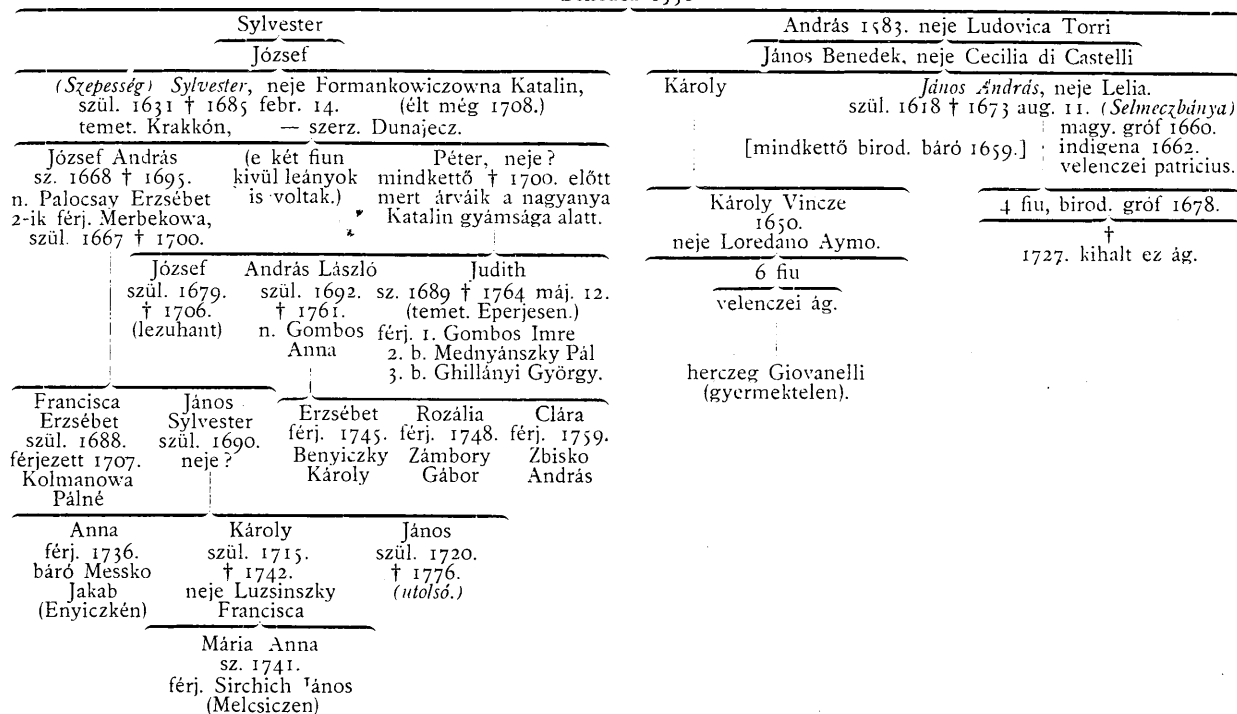 Sylvester
András 1583. neje Ludovica Torri
József
János Benedek, neje Cecilia di Castelli
(Szepesség) Sylvester, neje Formankowiczowna Katalin,
szül. 1631 † 1685 febr. 14. (élt még 1708.)
temet. Krakkón, — szerz. Dunajecz.
Károly
János András, neje Lelia.
szül. 1618 † 1673 aug. 11. (Selmeczbánya)
magy. gróf 1660.
[mindkettő birod. báró 1659.] indigena 1662.
velenczei patricius.
József András
sz. 1668 † 1695.
n. Palocsay Erzsébet
2-ik férj. Merbekowa,
szül. 1667 † 1700.
(e két fiun
kivül leányok
is voltak.)
Péter, neje?
mindkettő † 1700. előtt
mert árváik a nagyanya
Katalin gyámsága alatt.
Károly Vincze
1650.
neje Loredano Aymo.
4 fiu, birod. gróf 1678.
†
1727. kihalt ez ág.
6 fiu
velenczei ág.
herczeg Giovanelli
(gyermektelen).
József
szül. 1679.
† 1706.
(lezuhant)
András László
szül. 1692.
† 1761.
n. Gombos
Anna
Judith
sz. 1689 † 1764 máj. 12.
(temet. Eperjesen.)
férj. 1. Gombos Imre
2. b. Mednyánszky Pál
3. b. Ghillányi György.
Francisca
Erzsébet
szül. 1688.
férjezett 1707.
Kolmanowa
Pálné
János
Sylvester
szül. 1690.
neje?
Erzsébet
férj. 1745.
Benyiczky
Károly
Rozália
férj. 1748.
Zámbory
Gábor
Clára
férj. 1759.
Zbisko
András
Anna
férj. 1736.
báró Messko
Jakab
(Enyiczkén)
Károly
szül. 1715.
† 1742.
neje Luzsinszky
Francisca
János
szül. 1720.
† 1776.
(utolsó.)
Mária Anna
sz. 1741.
férj. Sirchich János
(Melcsiczen)